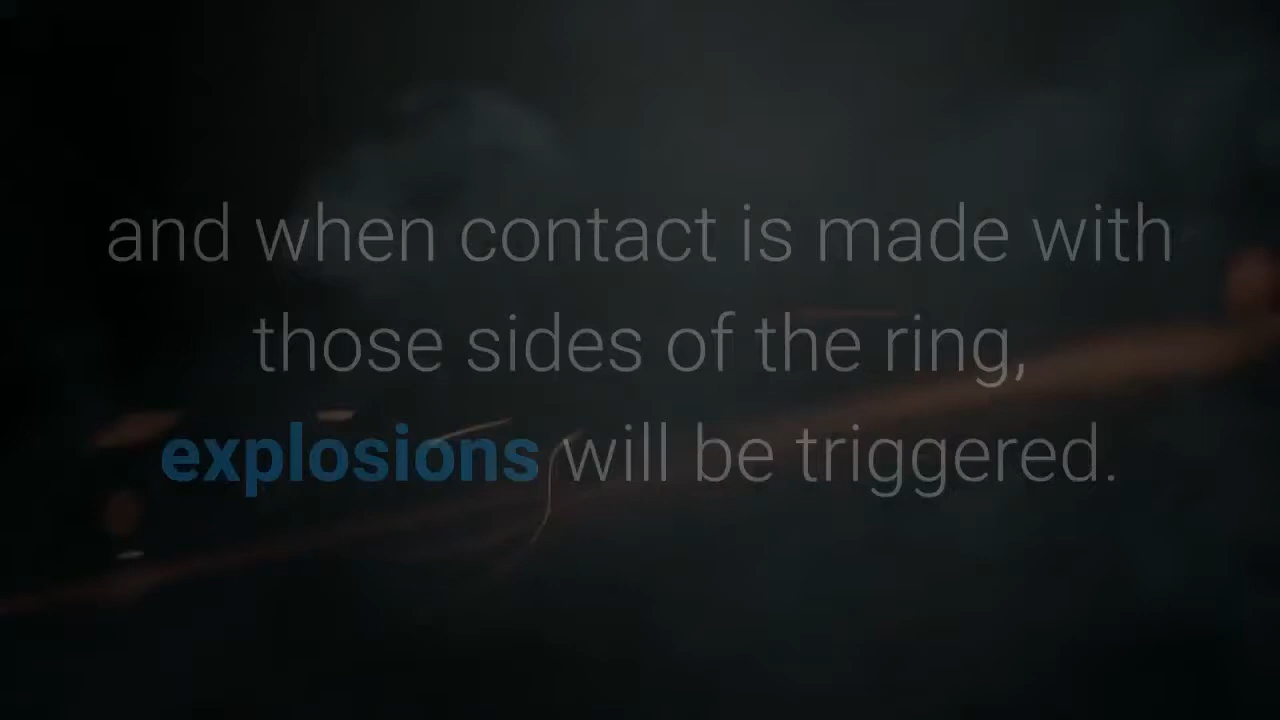 and when contact is made with
those sides of the ring,
explosions will be triggered.